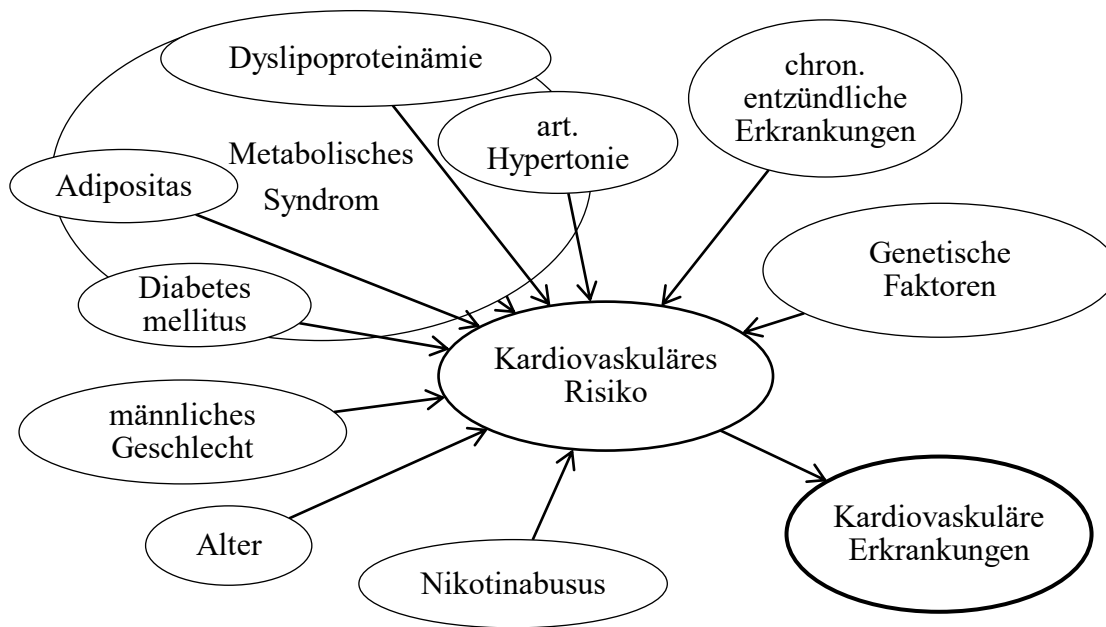 Dyslipoproteinämie
chron.
entzündliche
Erkrankungen
art.
Hypertonie
Metabolisches
Syndrom
Adipositas
Genetische
Faktoren
Diabetes
mellitus
Kardiovaskuläres
Risiko
männliches
Geschlecht
Kardiovaskuläre
Erkrankungen
Alter
Nikotinabusus